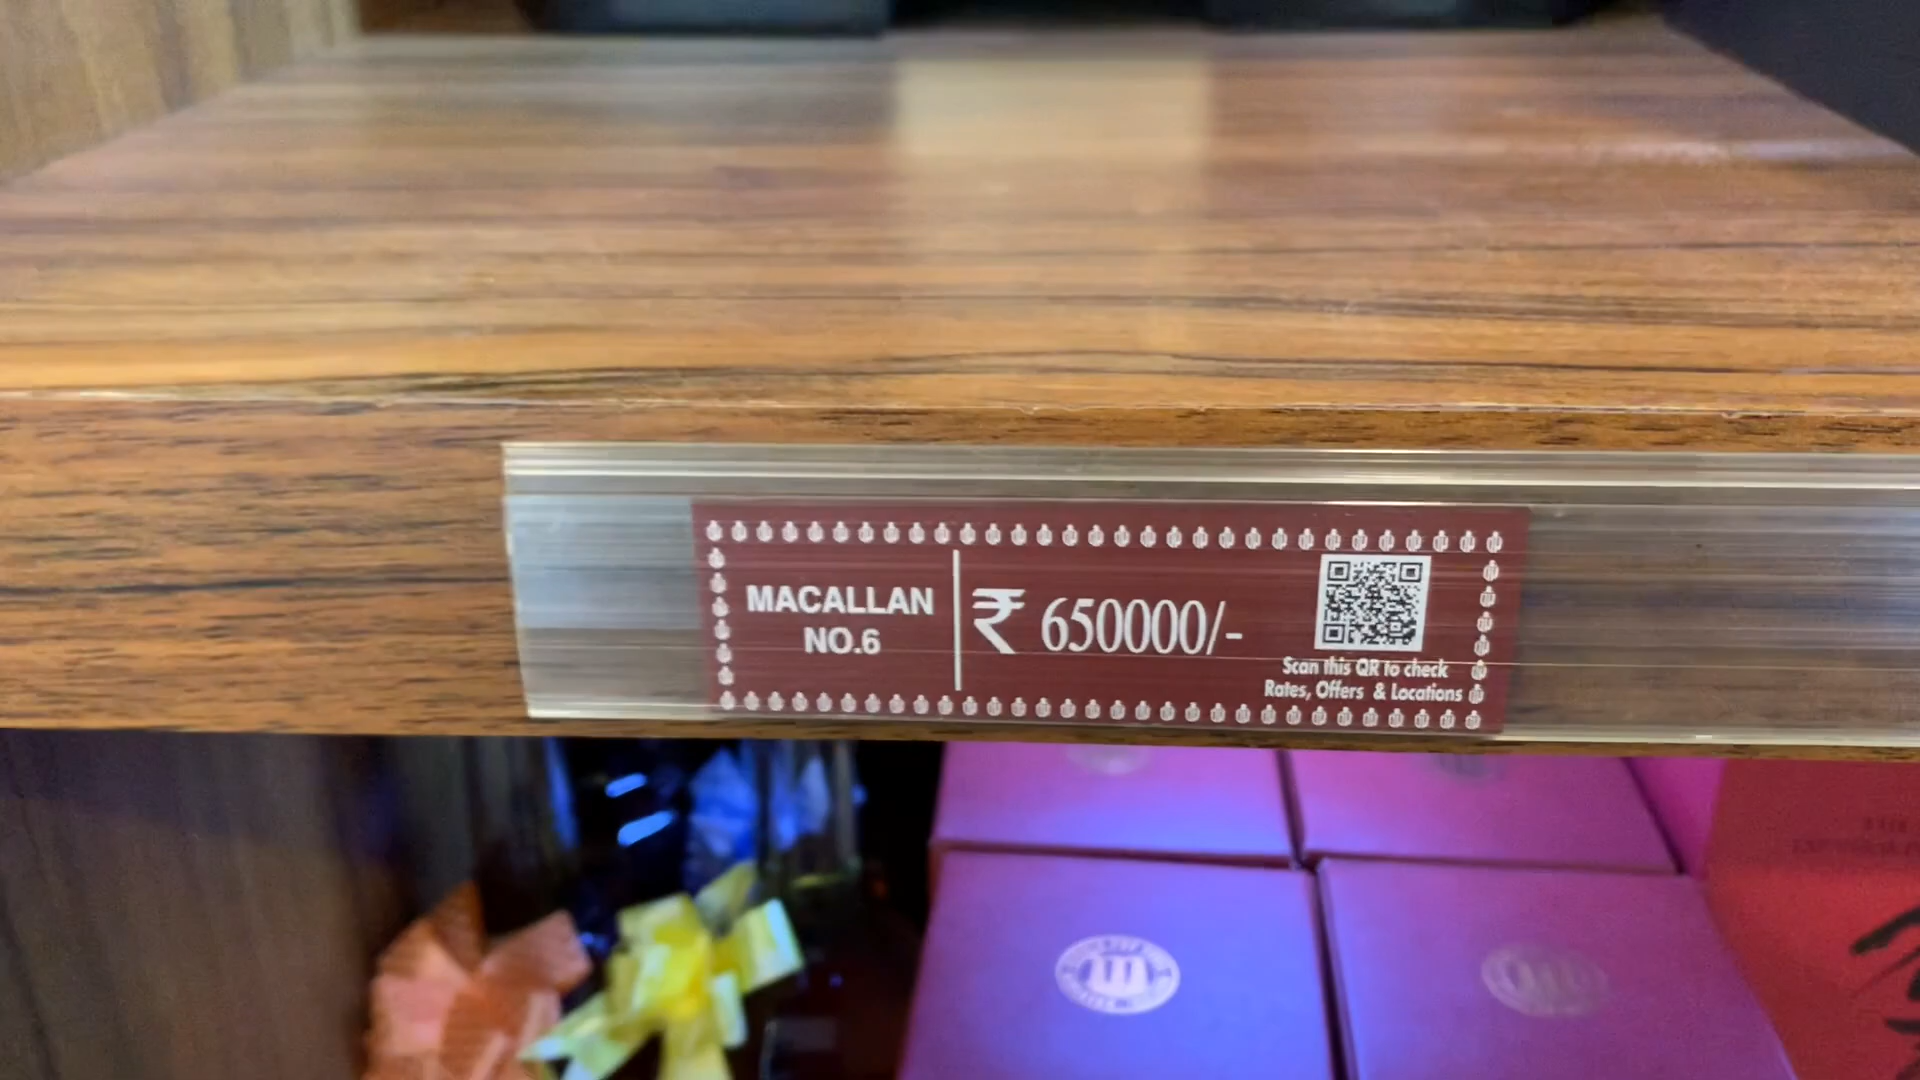 MACALLAN
NO.6
₹ 650000/-
Scan this QR to check
Rates, Offers & Locations